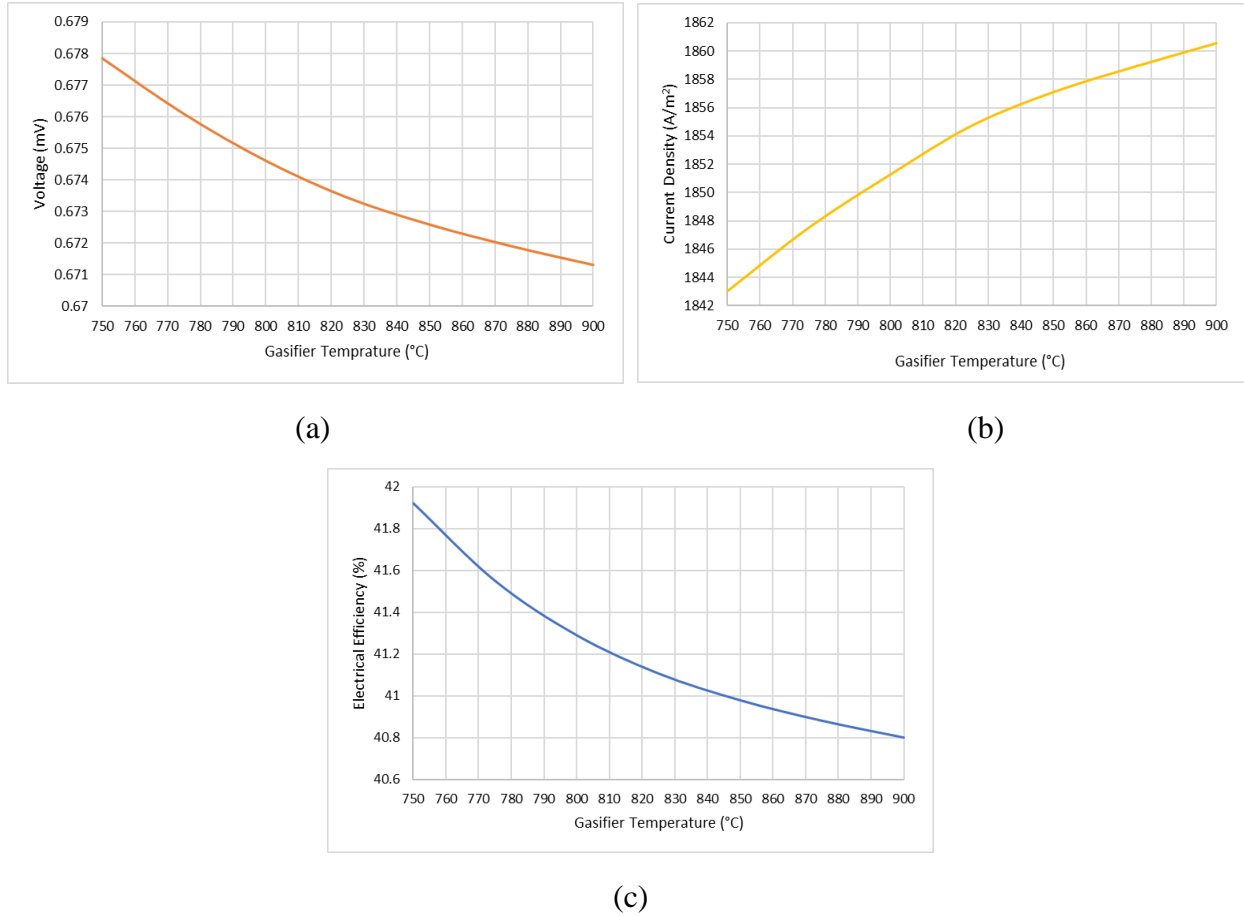 0.679
0.678
0.677
0.676
0.675
0.674
0.673
0.672
0.671
0.67
Voltage (mV)
750 760 770 780 790 800 810 820 830 840 850 860 870 880 890 900
Gasifier Temprature (°C)
(a)
1862
1860
1858
1856
1854
1852
1850
1848
1846
1844
1842
Current Density (A/m²)
750 760 770 780 790 800 810 820 830 840 850 860 870 880 890 900
Gasifier Temperature (°C)
(b)
42
41.8
41.6
41.4
41.2
41
40.8
40.6
Electrical Efficiency (%)
750 760 770 780 790 800 810 820 830 840 850 860 870 880 890 900
Gasifier Temperature (°C)
(c)